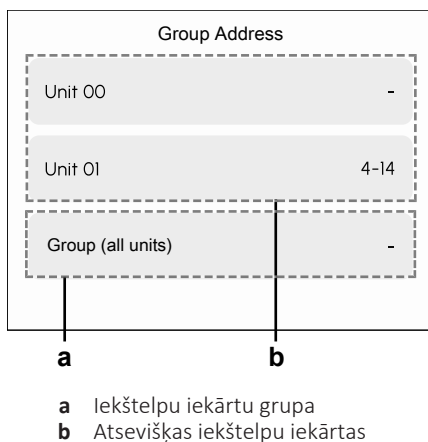 Group Address
Unit 00 -
Unit 01 4-14
Group (all units) -
a b
a Iekštelpu iekārtu grupa
b Atsevišķas iekštelpu iekārtas